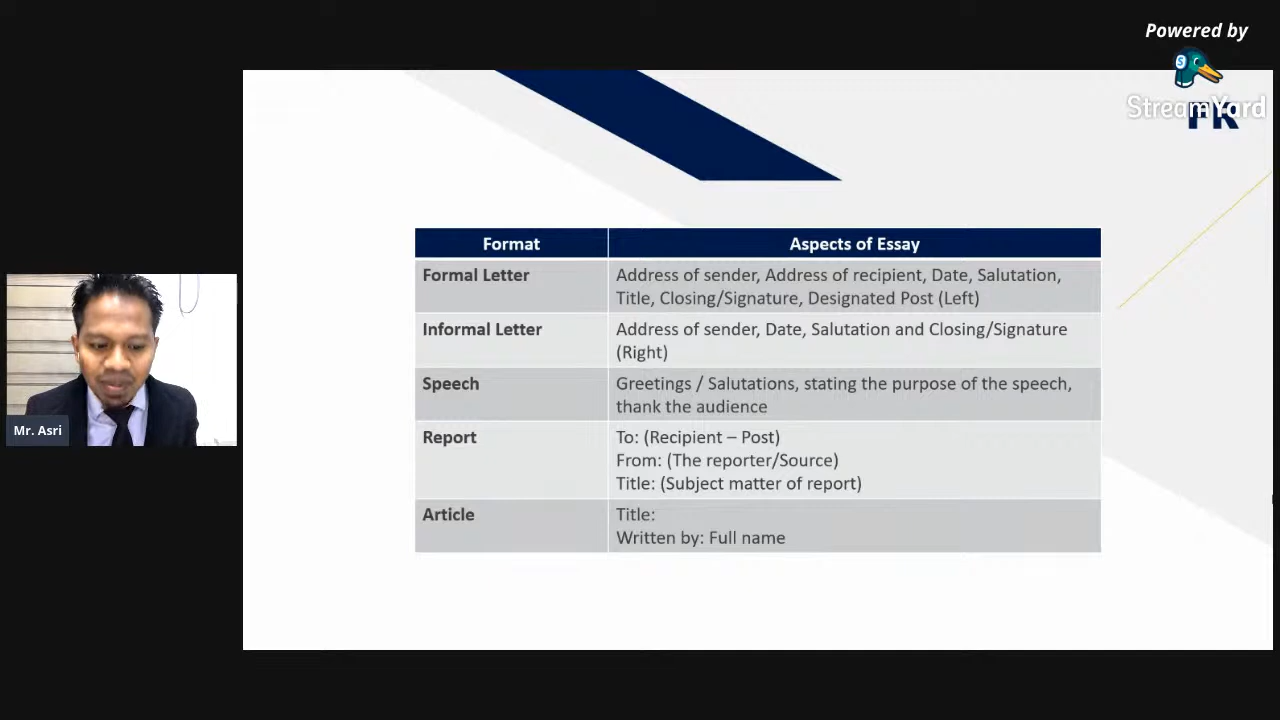 Powered by
StreamYard
FK
Format
Aspects of Essay
Formal Letter
Address of sender, Address of recipient, Date, Salutation,
Title, Closing/Signature, Designated Post (Left)
Informal Letter
Address of sender, Date, Salutation and Closing/Signature
(Right)
Speech
Greetings / Salutations, stating the purpose of the speech,
thank the audience
Report
To: (Recipient – Post)
From: (The reporter/Source)
Title: (Subject matter of report)
Article
Title:
Written by: Full name
Mr. Asri